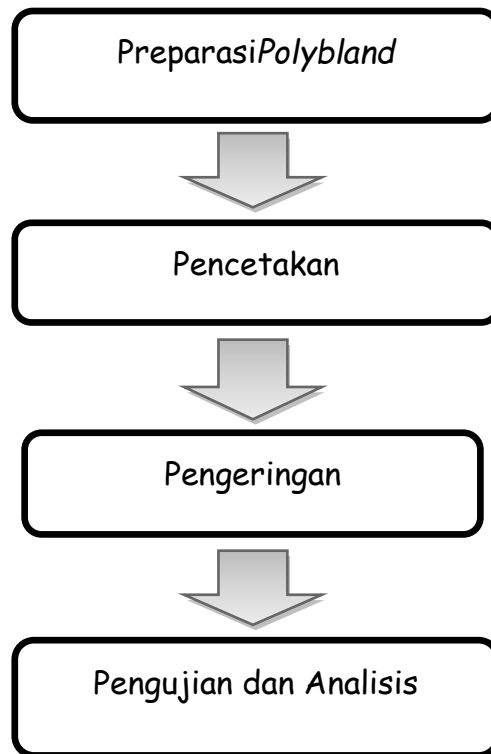 PreparasiPolybland
Pencetakan
Pengeringan
Pengujian dan Analisis